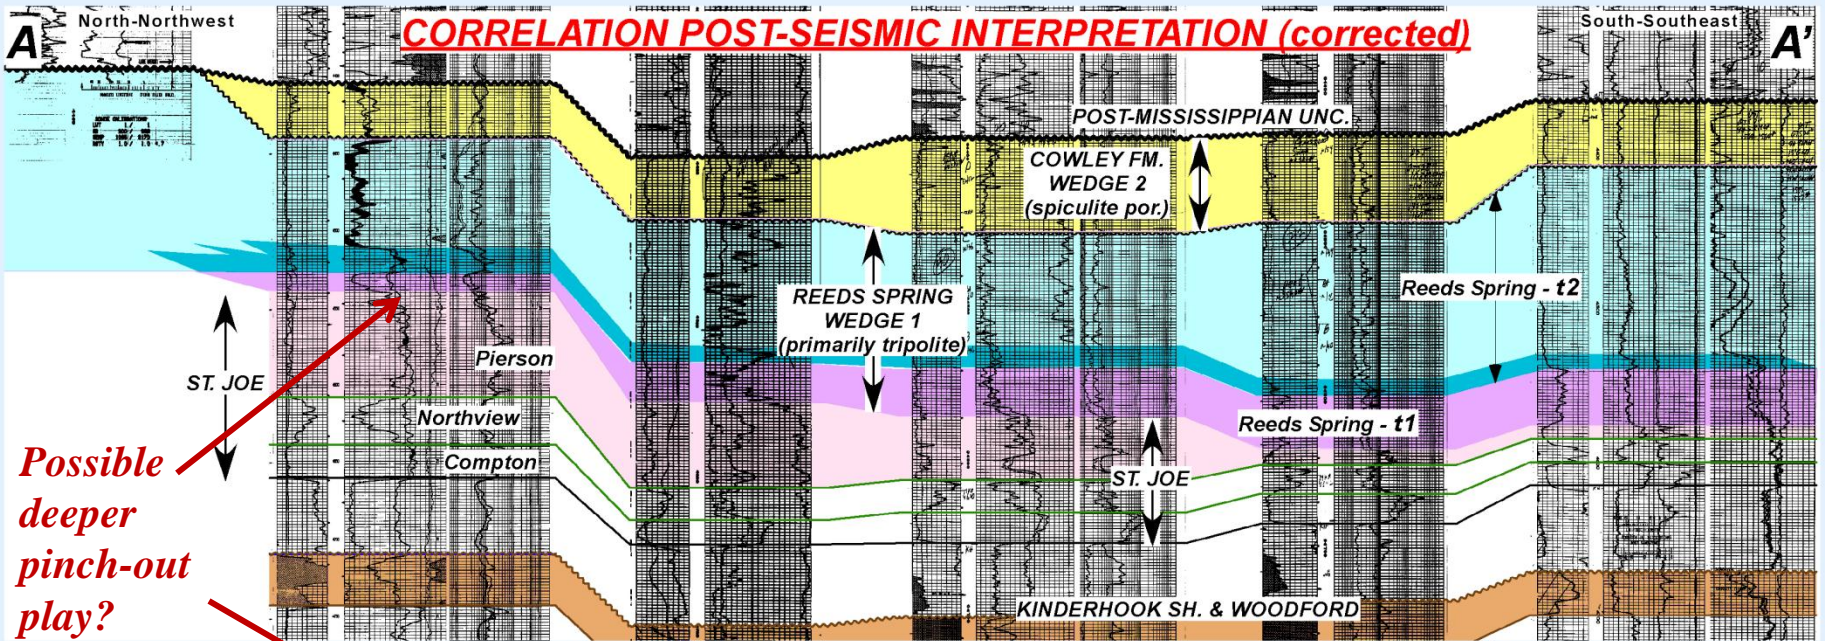 A
North-Northwest
CORRELATION POST-SEISMIC INTERPRETATION (corrected)
South-Southeast
A'
POST-MISSISSIPPIAN UNC.
COWLEY FM.
WEDGE 2
(spiculite por.)
REEDS SPRING
WEDGE 1
(primarily tripolite)
Reeds Spring - t2
Pierson
ST. JOE
Northview
Reeds Spring - t1
Compton
ST. JOE
Possible
deeper
pinch-out
play?
KINDERHOOK SH. & WOODFORD